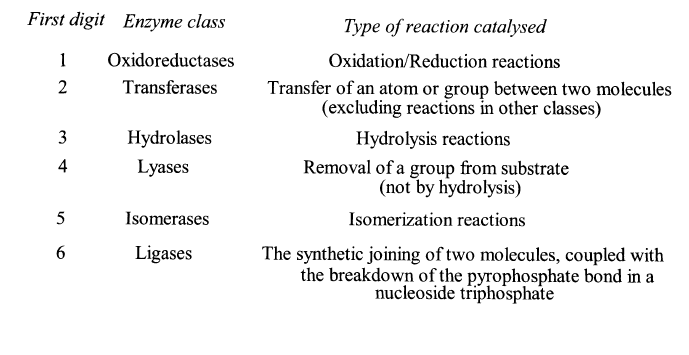 First digit Enzyme class Type of reaction catalysed
1 Oxidoreductases Oxidation/Reduction reactions
2 Transferases Transfer of an atom or group between two molecules
(excluding reactions in other classes)
3 Hydrolases Hydrolysis reactions
4 Lyases Removal of a group from substrate
(not by hydrolysis)
5 Isomerases Isomerization reactions
6 Ligases The synthetic joining of two molecules, coupled with
the breakdown of the pyrophosphate bond in a
nucleoside triphosphate